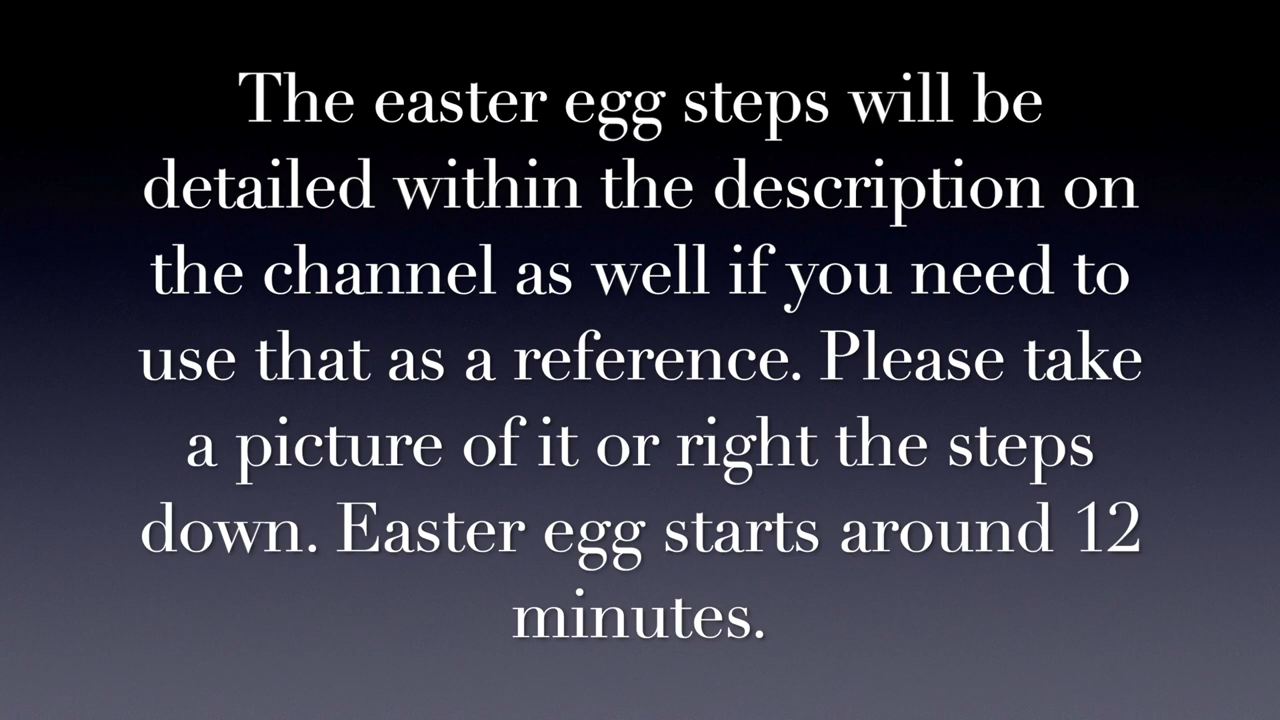 The easter egg steps will be
detailed within the description on
the channel as well if you need to
use that as a reference. Please take
a picture of it or right the steps
down. Easter egg starts around 12
minutes.